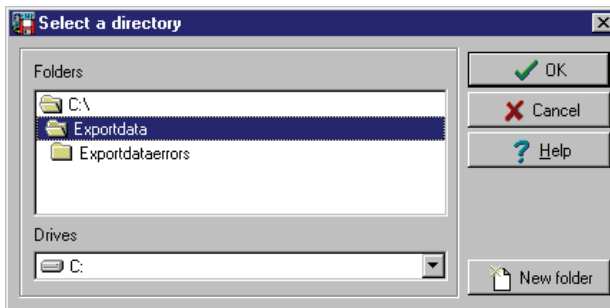 Select a directory
Folders
C:\
Exportdata
Exportdataerrors
Drives
C:
OK
Cancel
Help
New folder